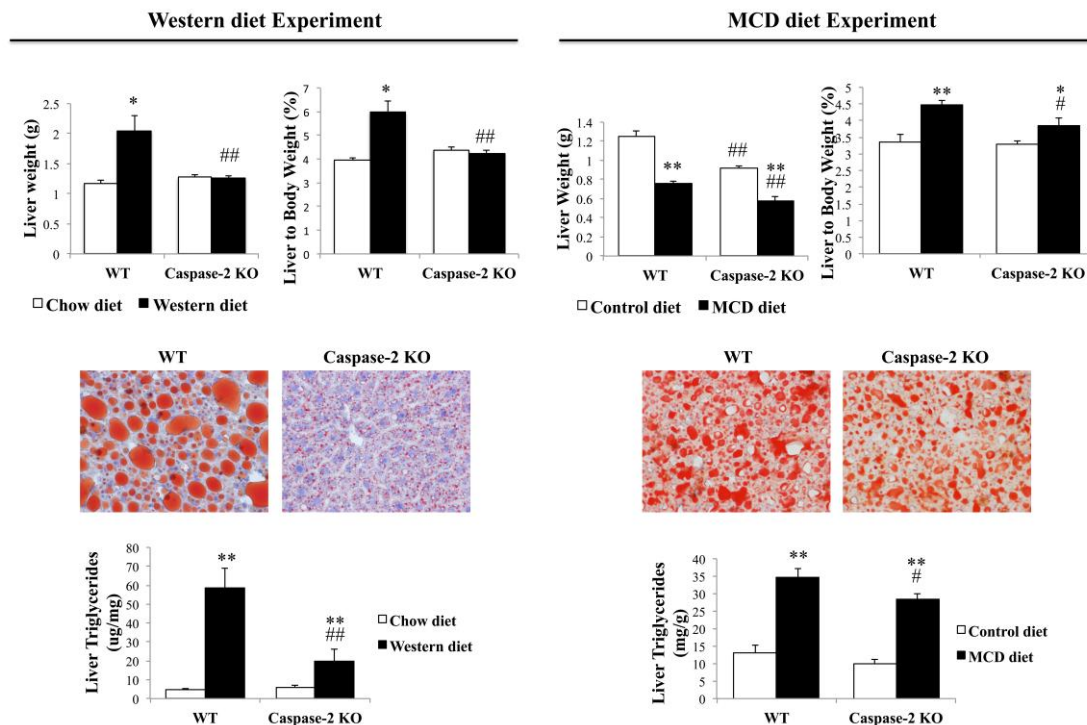 Western diet Experiment
MCD diet Experiment
Liver weight (g)
2.5
2
1.5
1
0.5
0
*
##
WT
Caspase-2 KO
Liver to Body Weight (%)
7
6
5
4
3
2
1
0
*
##
WT
Caspase-2 KO
Chow diet
Western diet
Liver Weight (g)
1.4
1.2
1
0.8
0.6
0.4
0.2
0
**
##
**
##
WT
Caspase-2 KO
Liver to Body Weight (%)
5
4.5
4
3.5
3
2.5
2
1.5
1
0.5
0
**
*
#
WT
Caspase-2 KO
Control diet
MCD diet
WT
Caspase-2 KO
WT
Caspase-2 KO
Liver Triglycerides
(ug/mg)
80
70
60
50
40
30
20
10
0
**
**
##
WT
Caspase-2 KO
Chow diet
Western diet
Liver Triglycerides
(mg/g)
40
35
30
25
20
15
10
5
0
**
**
#
WT
Caspase-2 KO
Control diet
MCD diet